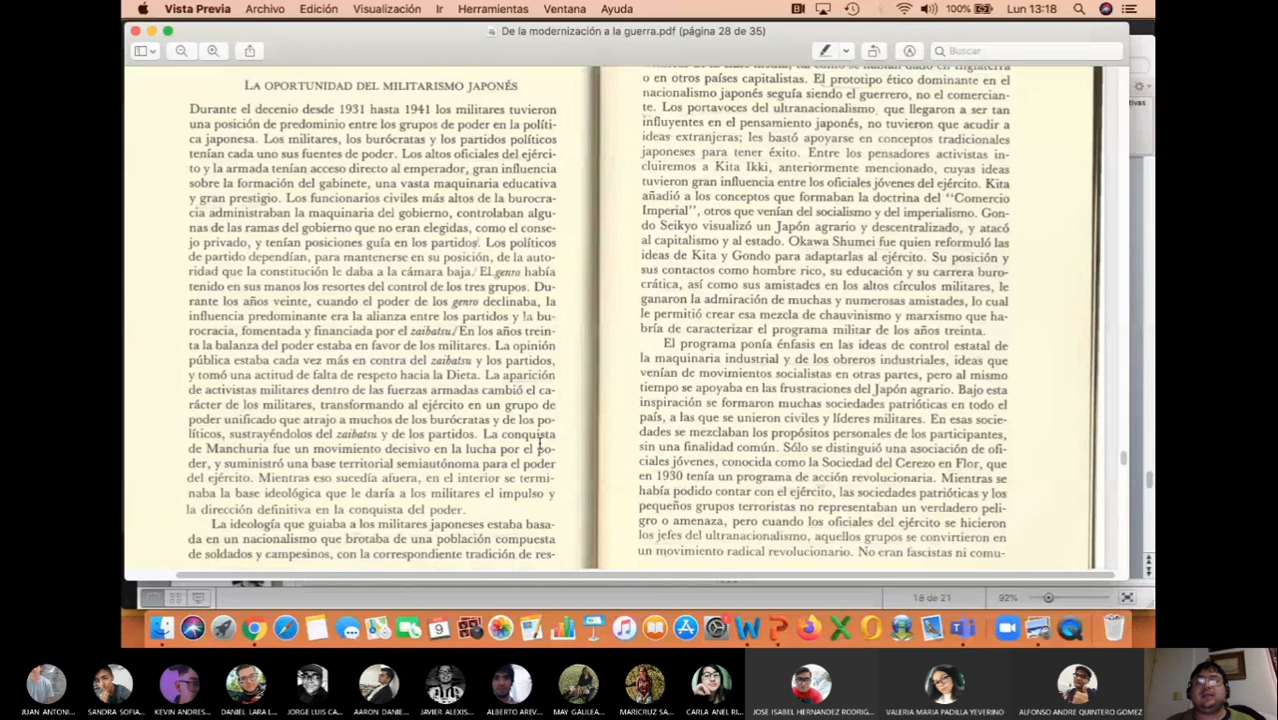 Vista Previa Archivo Edición Visualización Ir Herramientas Ventana Ayuda 100% Lun 13:18
De la modernización a la guerra.pdf (página 28 de 35)
Buscar
LA OPORTUNIDAD DEL MILITARISMO JAPONÉS
Durante el decenio desde 1931 hasta 1941 los militares tuvieron
una posición de predominio entre los grupos de poder en la políti-
ca japonesa. Los militares, los burócratas y los partidos políticos
tenían cada uno sus fuentes de poder. Los altos oficiales del ejérci-
to y la armada tenían acceso directo al emperador, gran influencia
sobre la formación del gabinete, una vasta maquinaria educativa
y gran prestigio. Los funcionarios civiles más altos de la burocra-
cia administraban la maquinaria del gobierno, controlaban algu-
nas de las ramas del gobierno que no eran elegidas, como el conse-
jo privado, y tenían posiciones guía en los partidos. Los políticos
de partido dependían, para mantenerse en su posición, de la auto-
ridad que la constitución le daba a la cámara baja. El genro había
tenido en sus manos los resortes del control de los tres grupos. Du-
rante los años veinte, cuando el poder de los genro declinaba, la
influencia predominante era la alianza entre los partidos y la bu-
rocracia, fomentada y financiada por el zaibatsu/ En los años trein-
ta la balanza del poder estaba en favor de los militares. La opinión
pública estaba cada vez más en contra del zaibatsu y los partidos,
y tomó una actitud de falta de respeto hacia la Dieta. La aparición
de activistas militares dentro de las fuerzas armadas cambió el ca-
rácter de los militares, transformando al ejército en un grupo de
poder unificado que atrajo a muchos de los burócratas y de los po-
líticos, sustrayéndolos del zaibatsu y de los partidos. La conquista
de Manchuria fue un movimiento decisivo en la lucha por el po-
der, y suministró una base territorial semiautónoma para el poder
del ejército. Mientras eso sucedía afuera, en el interior se termi-
naba la base ideológica que le daría a los militares el impulso y
la dirección definitiva en la conquista del poder.
La ideología que guiaba a los militares japoneses estaba basa-
da en un nacionalismo que brotaba de una población compuesta
de soldados y campesinos, con la correspondiente tradición de res-
o en otros países capitalistas. El prototipo ético dominante en el
nacionalismo japonés seguía siendo el guerrero, no el comercian-
te. Los portavoces del ultranacionalismo, que llegaron a ser tan
influyentes en el pensamiento japonés, no tuvieron que acudir a
ideas extranjeras; les bastó apoyarse en conceptos tradicionales
japoneses para tener éxito. Entre los pensadores activistas in-
cluiremos a Kita Ikki, anteriormente mencionado, cuyas ideas
tuvieron gran influencia entre los oficiales jóvenes del ejército. Kita
añadió a los conceptos que formaban la doctrina del "Comercio
Imperial", otros que venían del socialismo y del imperialismo. Gon-
do Seikyo visualizó un Japón agrario y descentralizado, y atacó
al capitalismo y al estado. Okawa Shumei fue quien reformuló las
ideas de Kita y Gondo para adaptarlas al ejército. Su posición y
sus contactos como hombre rico, su educación y su carrera buro-
crática, así como sus amistades en los altos círculos militares, le
ganaron la admiración de muchas y numerosas amistades, lo cual
le permitió crear esa mezcla de chauvinismo y marxismo que ha-
bría de caracterizar el programa militar de los años treinta.
El programa ponía énfasis en las ideas de control estatal de
la maquinaria industrial y de los obreros industriales, ideas que
venían de movimientos socialistas en otras partes, pero al mismo
tiempo se apoyaba en las frustraciones del Japón agrario. Bajo esta
inspiración se formaron muchas sociedades patrióticas en todo el
país, a las que se unieron civiles y líderes militares. En esas socie-
dades se mezclaban los propósitos personales de los participantes,
sin una finalidad común. Sólo se distinguió una asociación de ofi-
ciales jóvenes, conocida como la Sociedad del Cerezo en Flor, que
en 1930 tenía un programa de acción revolucionaria. Mientras se
había podido contar con el ejército, las sociedades patrióticas y los
pequeños grupos terroristas no representaban un verdadero peli-
gro o amenaza, pero cuando los oficiales del ejército se hicieron
los jefes del ultranacionalismo, aquellos grupos se convirtieron en
un movimiento radical revolucionario. No eran fascistas ni comu-
18 de 21 92%
JUAN ANTONI... SANDRA SOFIA... KEVIN ANDRES... DANIEL LARA L... JORGE LUIS CA... AARON DANIE... JAVIER ALEXIS... ALBERTO AREV... MAY GALILEA... MARICRUZ SA... CARLA ANEL RI... JOSE ISABEL HERNANDEZ RODRIG... VALERIA MARIA PADILLA YEVERINO ALFONSO ANDRE QUINTERO GOMEZ